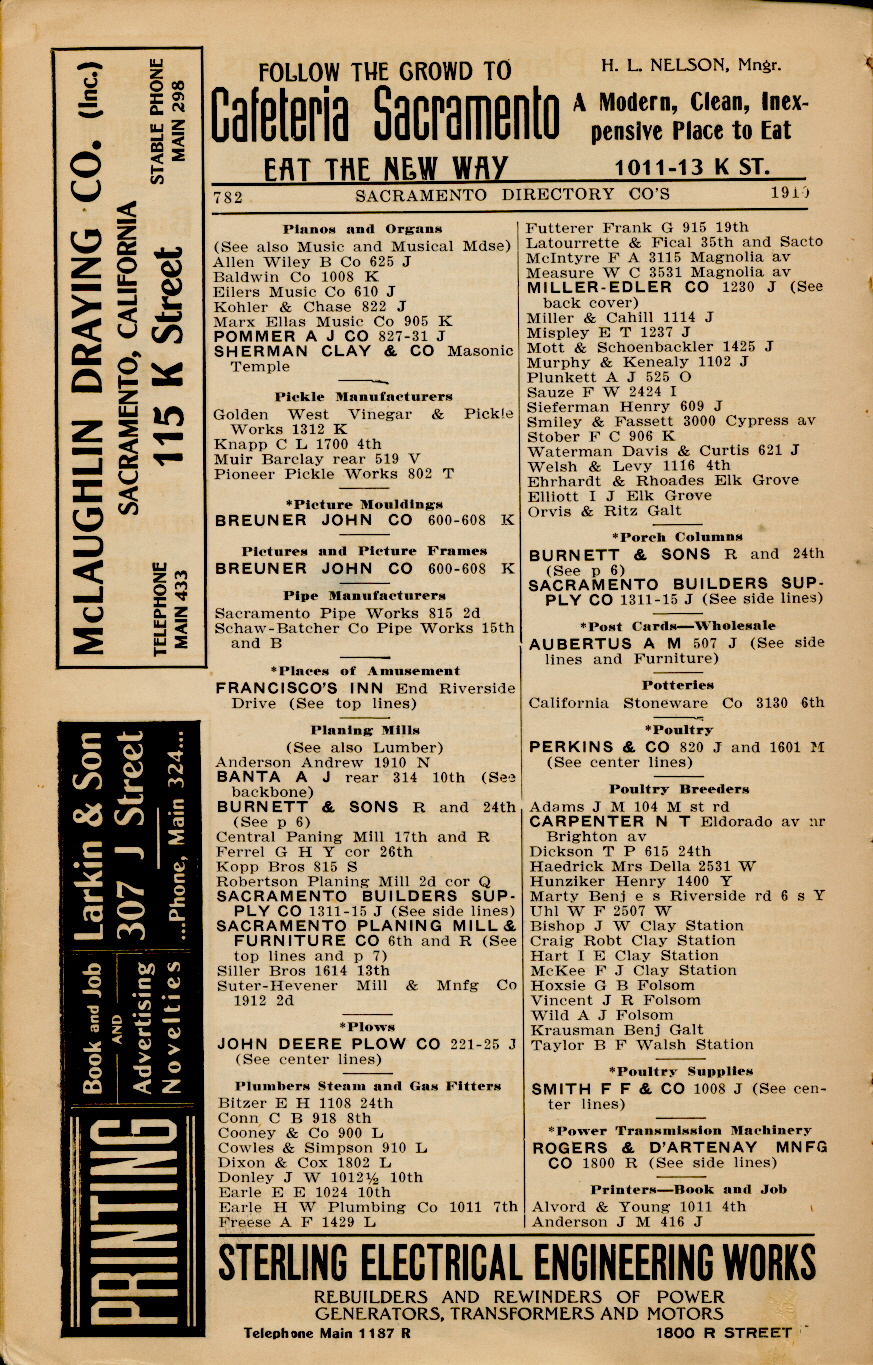 McLAUGHLIN DRAYING CO. (Inc.)
SACRAMENTO, CALIFORNIA
TELEPHONE
MAIN 433
115 K Street
STABLE PHONE
MAIN 298
PRINTING
Book and Job
AND
Advertising
Novelties
Larkin & Son
307 J Street
...Phone, Main 324...
FOLLOW THE CROWD TO
Cafeteria Sacramento
EAT THE NEW WAY
H. L. NELSON, Mngr.
A Modern, Clean, Inex-
pensive Place to Eat
1011-13 K ST.
782 SACRAMENTO DIRECTORY CO'S 1910
Pianos and Organs
(See also Music and Musical Mdse)
Allen Wiley B Co 625 J
Baldwin Co 1008 K
Eilers Music Co 610 J
Kohler & Chase 822 J
Marx Ellas Music Co 905 K
POMMER A J CO 827-31 J
SHERMAN CLAY & CO Masonic
Temple
Pickle Manufacturers
Golden West Vinegar & Pickle
Works 1312 K
Knapp C L 1700 4th
Muir Barclay rear 519 V
Pioneer Pickle Works 802 T
*Picture Mouldings
BREUNER JOHN CO 600-608 K
Pictures and Picture Frames
BREUNER JOHN CO 600-608 K
Pipe Manufacturers
Sacramento Pipe Works 815 2d
Schaw-Batcher Co Pipe Works 15th
and B
*Places of Amusement
FRANCISCO'S INN End Riverside
Drive (See top lines)
Planing Mills
(See also Lumber)
Anderson Andrew 1910 N
BANTA A J rear 314 10th (See
backbone)
BURNETT & SONS R and 24th
(See p 6)
Central Paning Mill 17th and R
Ferrel G H Y cor 26th
Kopp Bros 815 S
Robertson Planing Mill 2d cor Q
SACRAMENTO BUILDERS SUP-
PLY CO 1311-15 J (See side lines)
SACRAMENTO PLANING MILL &
FURNITURE CO 6th and R (See
top lines and p 7)
Siller Bros 1614 13th
Suter-Hevener Mill & Mnfg Co
1912 2d
*Plows
JOHN DEERE PLOW CO 221-25 J
(See center lines)
Plumbers Steam and Gas Fitters
Bitzer E H 1108 24th
Conn C B 918 8th
Cooney & Co 900 L
Cowles & Simpson 910 L
Dixon & Cox 1802 L
Donley J W 1012½ 10th
Earle E E 1024 10th
Earle H W Plumbing Co 1011 7th
Freese A F 1429 L
Futterer Frank G 915 19th
Latourrette & Fical 35th and Sacto
McIntyre F A 3115 Magnolia av
Measure W C 3531 Magnolia av
MILLER-EDLER CO 1230 J (See
back cover)
Miller & Cahill 1114 J
Mispley E T 1237 J
Mott & Schoenbackler 1425 J
Murphy & Kenealy 1102 J
Plunkett A J 525 O
Sauze F W 2424 I
Sieferman Henry 609 J
Smiley & Fassett 3000 Cypress av
Stober F C 906 K
Waterman Davis & Curtis 621 J
Welsh & Levy 1116 4th
Ehrhardt & Rhoades Elk Grove
Elliott I J Elk Grove
Orvis & Ritz Galt
*Porch Columns
BURNETT & SONS R and 24th
(See p 6)
SACRAMENTO BUILDERS SUP-
PLY CO 1311-15 J (See side lines)
*Post Cards—Wholesale
AUBERTUS A M 507 J (See side
lines and Furniture)
Potteries
California Stoneware Co 3130 6th
*Poultry
PERKINS & CO 820 J and 1601 M
(See center lines)
Poultry Breeders
Adams J M 104 M st rd
CARPENTER N T Eldorado av nr
Brighton av
Dickson T P 615 24th
Haedrick Mrs Della 2531 W
Hunziker Henry 1400 Y
Marty Benj e s Riverside rd 6 s Y
Uhl W F 2507 W
Bishop J W Clay Station
Craig Robt Clay Station
Hart I E Clay Station
McKee F J Clay Station
Hoxsie G B Folsom
Vincent J R Folsom
Wild A J Folsom
Krausman Benj Galt
Taylor B F Walsh Station
*Poultry Supplies
SMITH F F & CO 1008 J (See cen-
ter lines)
*Power Transmission Machinery
ROGERS & D'ARTENAY MNFG
CO 1800 R (See side lines)
Printers—Book and Job
Alvord & Young 1011 4th
Anderson J M 416 J
STERLING ELECTRICAL ENGINEERING WORKS
REBUILDERS AND REWINDERS OF POWER
GENERATORS, TRANSFORMERS AND MOTORS
Telephone Main 1187 R 1800 R STREET